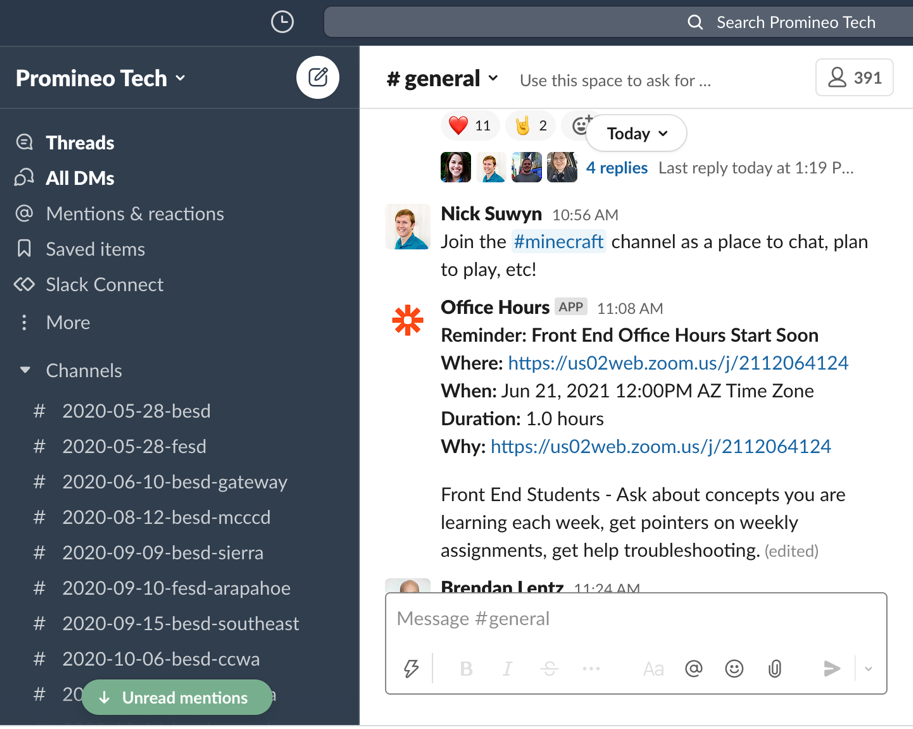 Search Promineo Tech
Promineo Tech
Threads
All DMs
Mentions & reactions
Saved items
Slack Connect
More
Channels
# 2020-05-28-besd
# 2020-05-28-fesd
# 2020-06-10-besd-gateway
# 2020-08-12-besd-mcccd
# 2020-09-09-besd-sierra
# 2020-09-10-fesd-arapahoe
# 2020-09-15-besd-southeast
# 2020-10-06-besd-ccwa
# 20
Unread mentions
# general
Use this space to ask for ...
391
11
2
Today
4 replies Last reply today at 1:19 P...
Nick Suwyn 10:56 AM
Join the #minecraft channel as a place to chat, plan
to play, etc!
Office Hours APP 11:08 AM
Reminder: Front End Office Hours Start Soon
Where: https://us02web.zoom.us/j/2112064124
When: Jun 21, 2021 12:00PM AZ Time Zone
Duration: 1.0 hours
Why: https://us02web.zoom.us/j/2112064124
Front End Students - Ask about concepts you are
learning each week, get pointers on weekly
assignments, get help troubleshooting. (edited)
Brendan Lentz 11:24 AM
Message #general
B I S ... Aa @